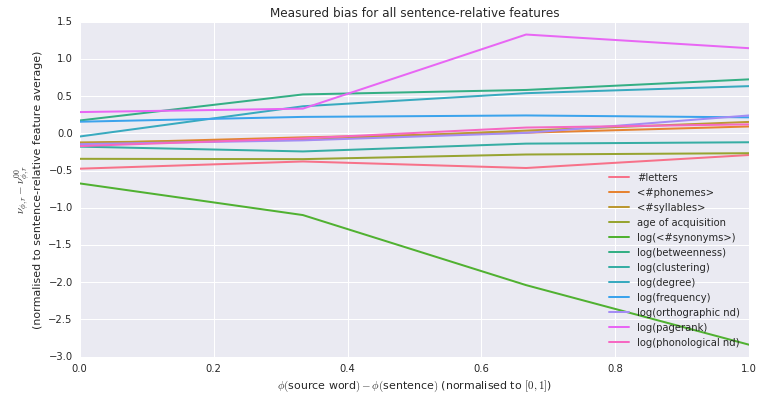 Measured bias for all sentence-relative features
1.5
1.0
0.5
0.0
−0.5
−1.0
−1.5
−2.0
−2.5
−3.0
ν_{φ,r} − ν^{00}_{φ,r}
(normalised to sentence-relative feature average)
#letters
<#phonemes>
<#syllables>
age of acquisition
log(<#synonyms>)
log(betweenness)
log(clustering)
log(degree)
log(frequency)
log(orthographic nd)
log(pagerank)
log(phonological nd)
0.0 0.2 0.4 0.6 0.8 1.0
ϕ(source word) − ϕ(sentence) (normalised to [0, 1])